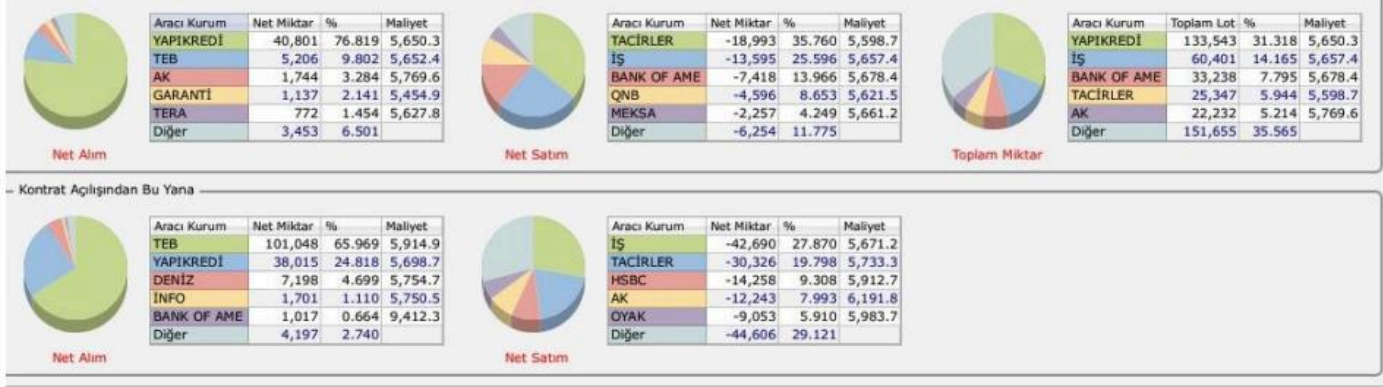 Aracı Kurum Net Miktar % Maliyet
YAPIKREDİ 40,801 76.819 5,650.3
TEB 5,206 9.802 5,652.4
AK 1,744 3.284 5,769.6
GARANTİ 1,137 2.141 5,454.9
TERA 772 1.454 5,627.8
Diğer 3,453 6.501
Net Alım
Aracı Kurum Net Miktar % Maliyet
TACİRLER -18,993 35.760 5,598.7
İŞ -13,595 25.596 5,657.4
BANK OF AME -7,418 13.966 5,678.4
QNB -4,596 8.653 5,621.5
MEKSA -2,257 4.249 5,661.2
Diğer -6,254 11.775
Net Satım
Aracı Kurum Toplam Lot % Maliyet
YAPIKREDİ 133,543 31.318 5,650.3
İŞ 60,401 14.165 5,657.4
BANK OF AME 33,238 7.795 5,678.4
TACİRLER 25,347 5.944 5,598.7
AK 22,232 5.214 5,769.6
Diğer 151,655 35.565
Toplam Miktar
Kontrat Açılışından Bu Yana
Aracı Kurum Net Miktar % Maliyet
TEB 101,048 65.969 5,914.9
YAPIKREDİ 38,015 24.818 5,698.7
DENİZ 7,198 4.699 5,754.7
İNFO 1,701 1.110 5,750.5
BANK OF AME 1,017 0.664 9,412.3
Diğer 4,197 2.740
Net Alım
Aracı Kurum Net Miktar % Maliyet
İŞ -42,690 27.870 5,671.2
TACİRLER -30,326 19.798 5,733.3
HSBC -14,258 9.308 5,912.7
AK -12,243 7.993 6,191.8
OYAK -9,053 5.910 5,983.7
Diğer -44,606 29.121
Net Satım